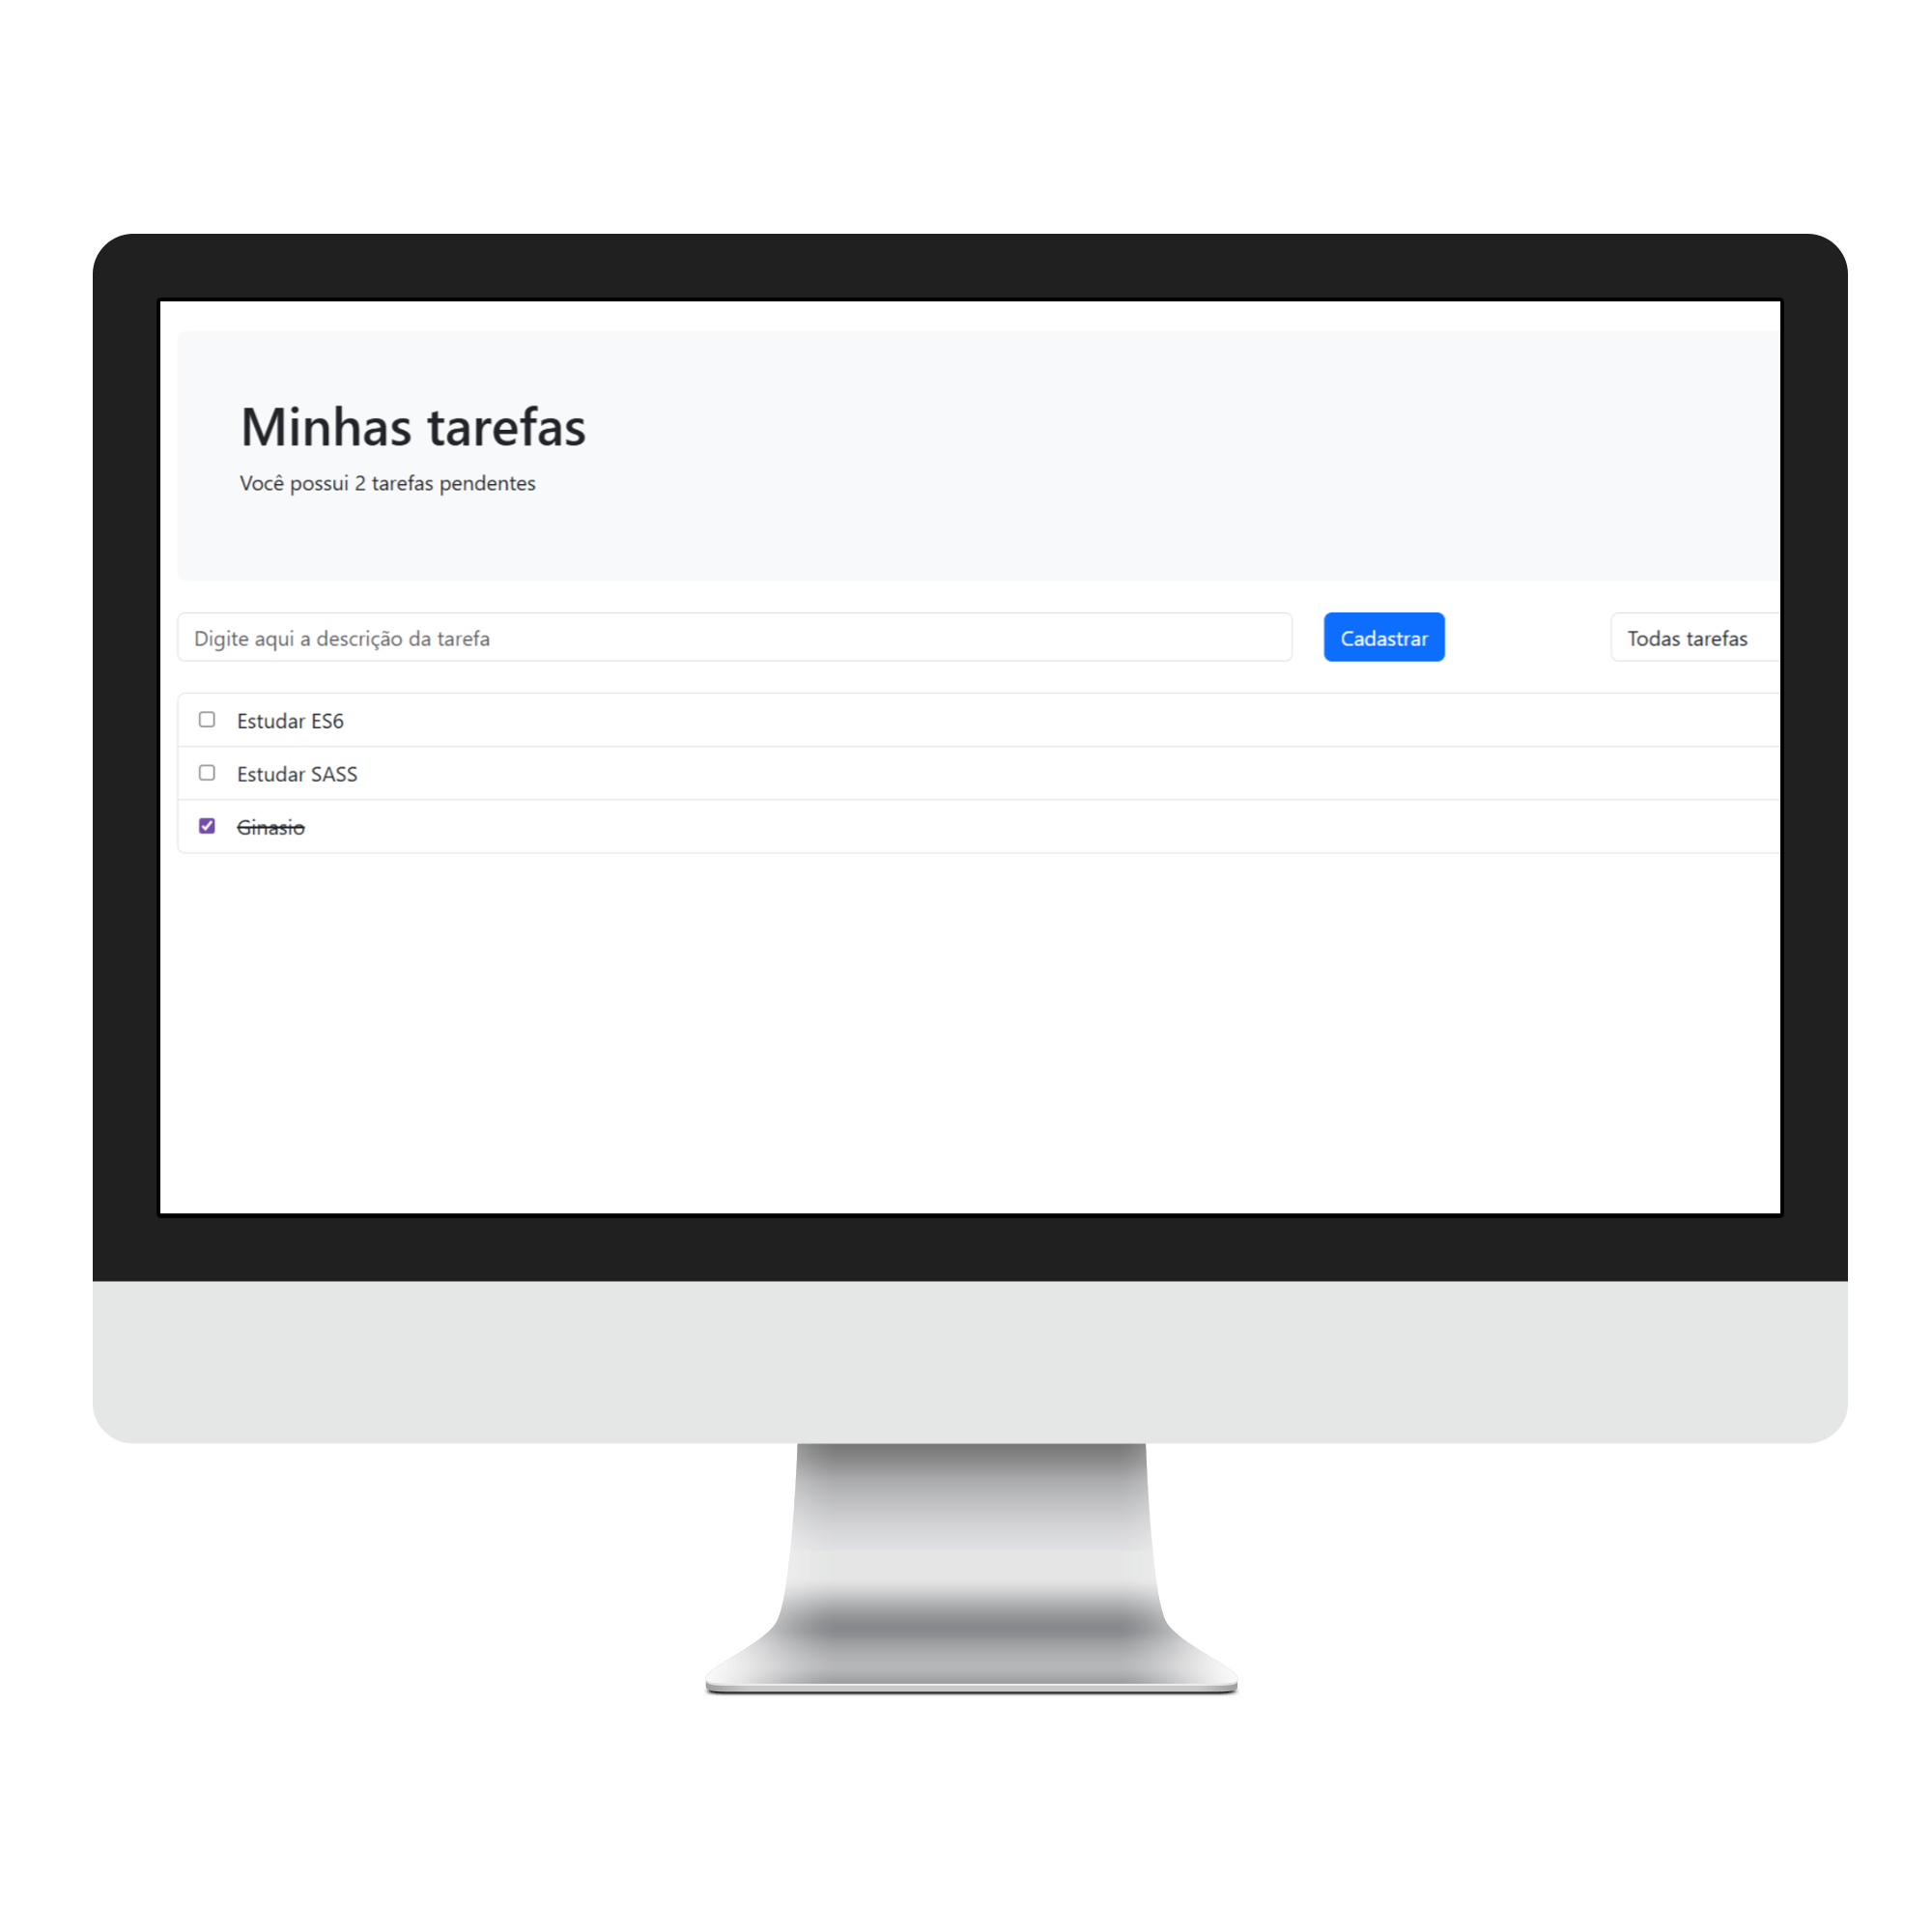 Minhas tarefas
Você possui 2 tarefas pendentes
Digite aqui a descrição da tarefa
Cadastrar
Todas tarefas
Estudar ES6
Estudar SASS
Ginasio